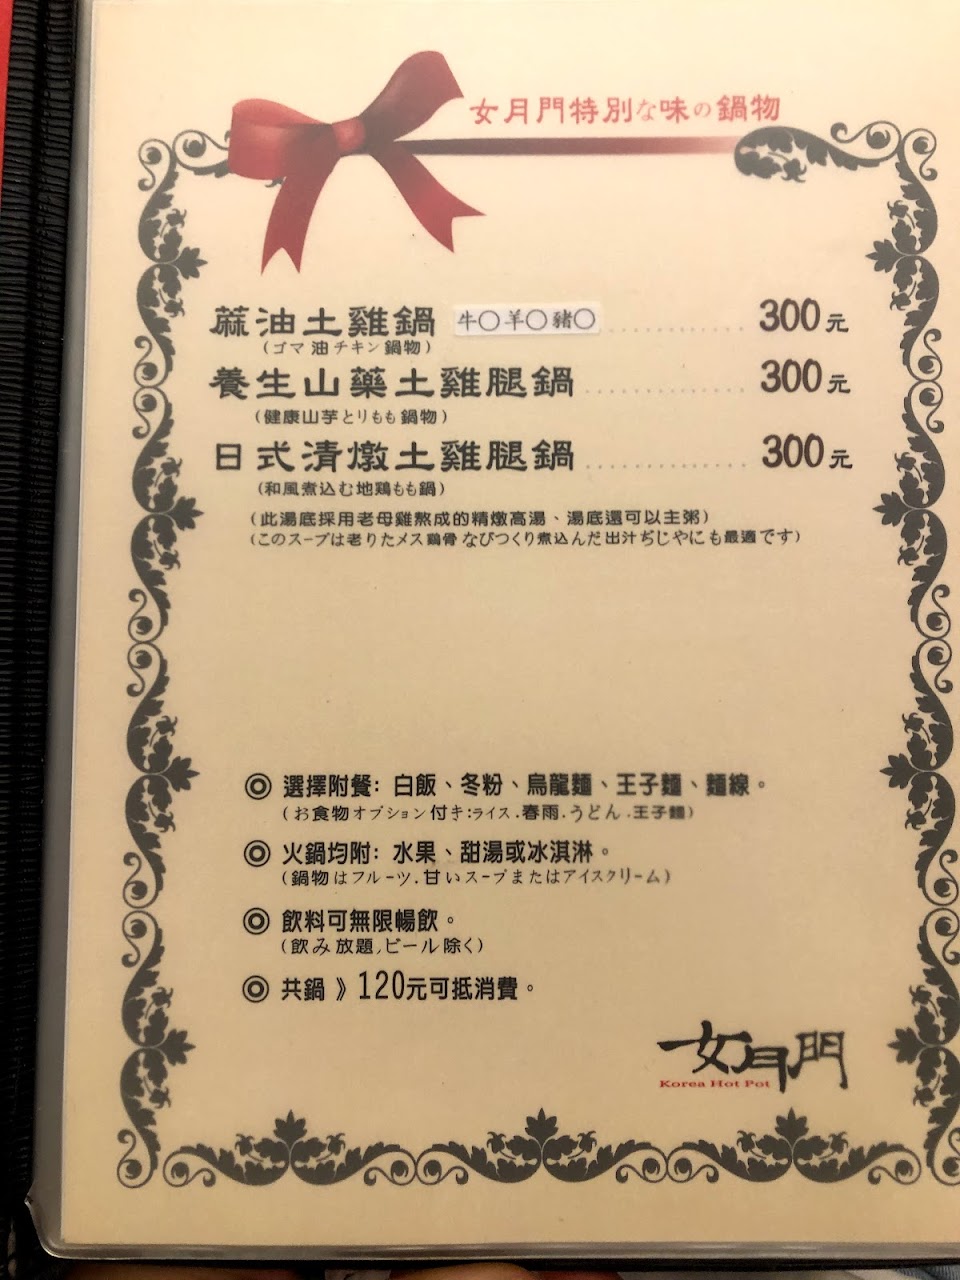 女月門特別な味の鍋物
蔴油土雞鍋 牛○羊○豬○ 300元
(ゴマ油チキン鍋物)
養生山藥土雞腿鍋 300元
(健康山芋とりもも鍋物)
日式清燉土雞腿鍋 300元
(和風煮込む地鶏もも鍋)
(此湯底採用老母雞熬成的精燉高湯、湯底還可以主粥)
(このスープは老りたメス鶏骨なびつくり煮込んだ出汁ぢじやにも最適です)
◎ 選擇附餐: 白飯、冬粉、烏龍麵、王子麵、麵線。
(お食物オプション付き:ライス.春雨.うどん.王子麵)
◎ 火鍋均附: 水果、甜湯或冰淇淋。
(鍋物はフルーツ.甘いスープまたはアイスクリーム)
◎ 飲料可無限暢飲。
(飲み放題,ビール除く)
◎ 共鍋 》120元可抵消費。
女月門
Korea Hot Pot